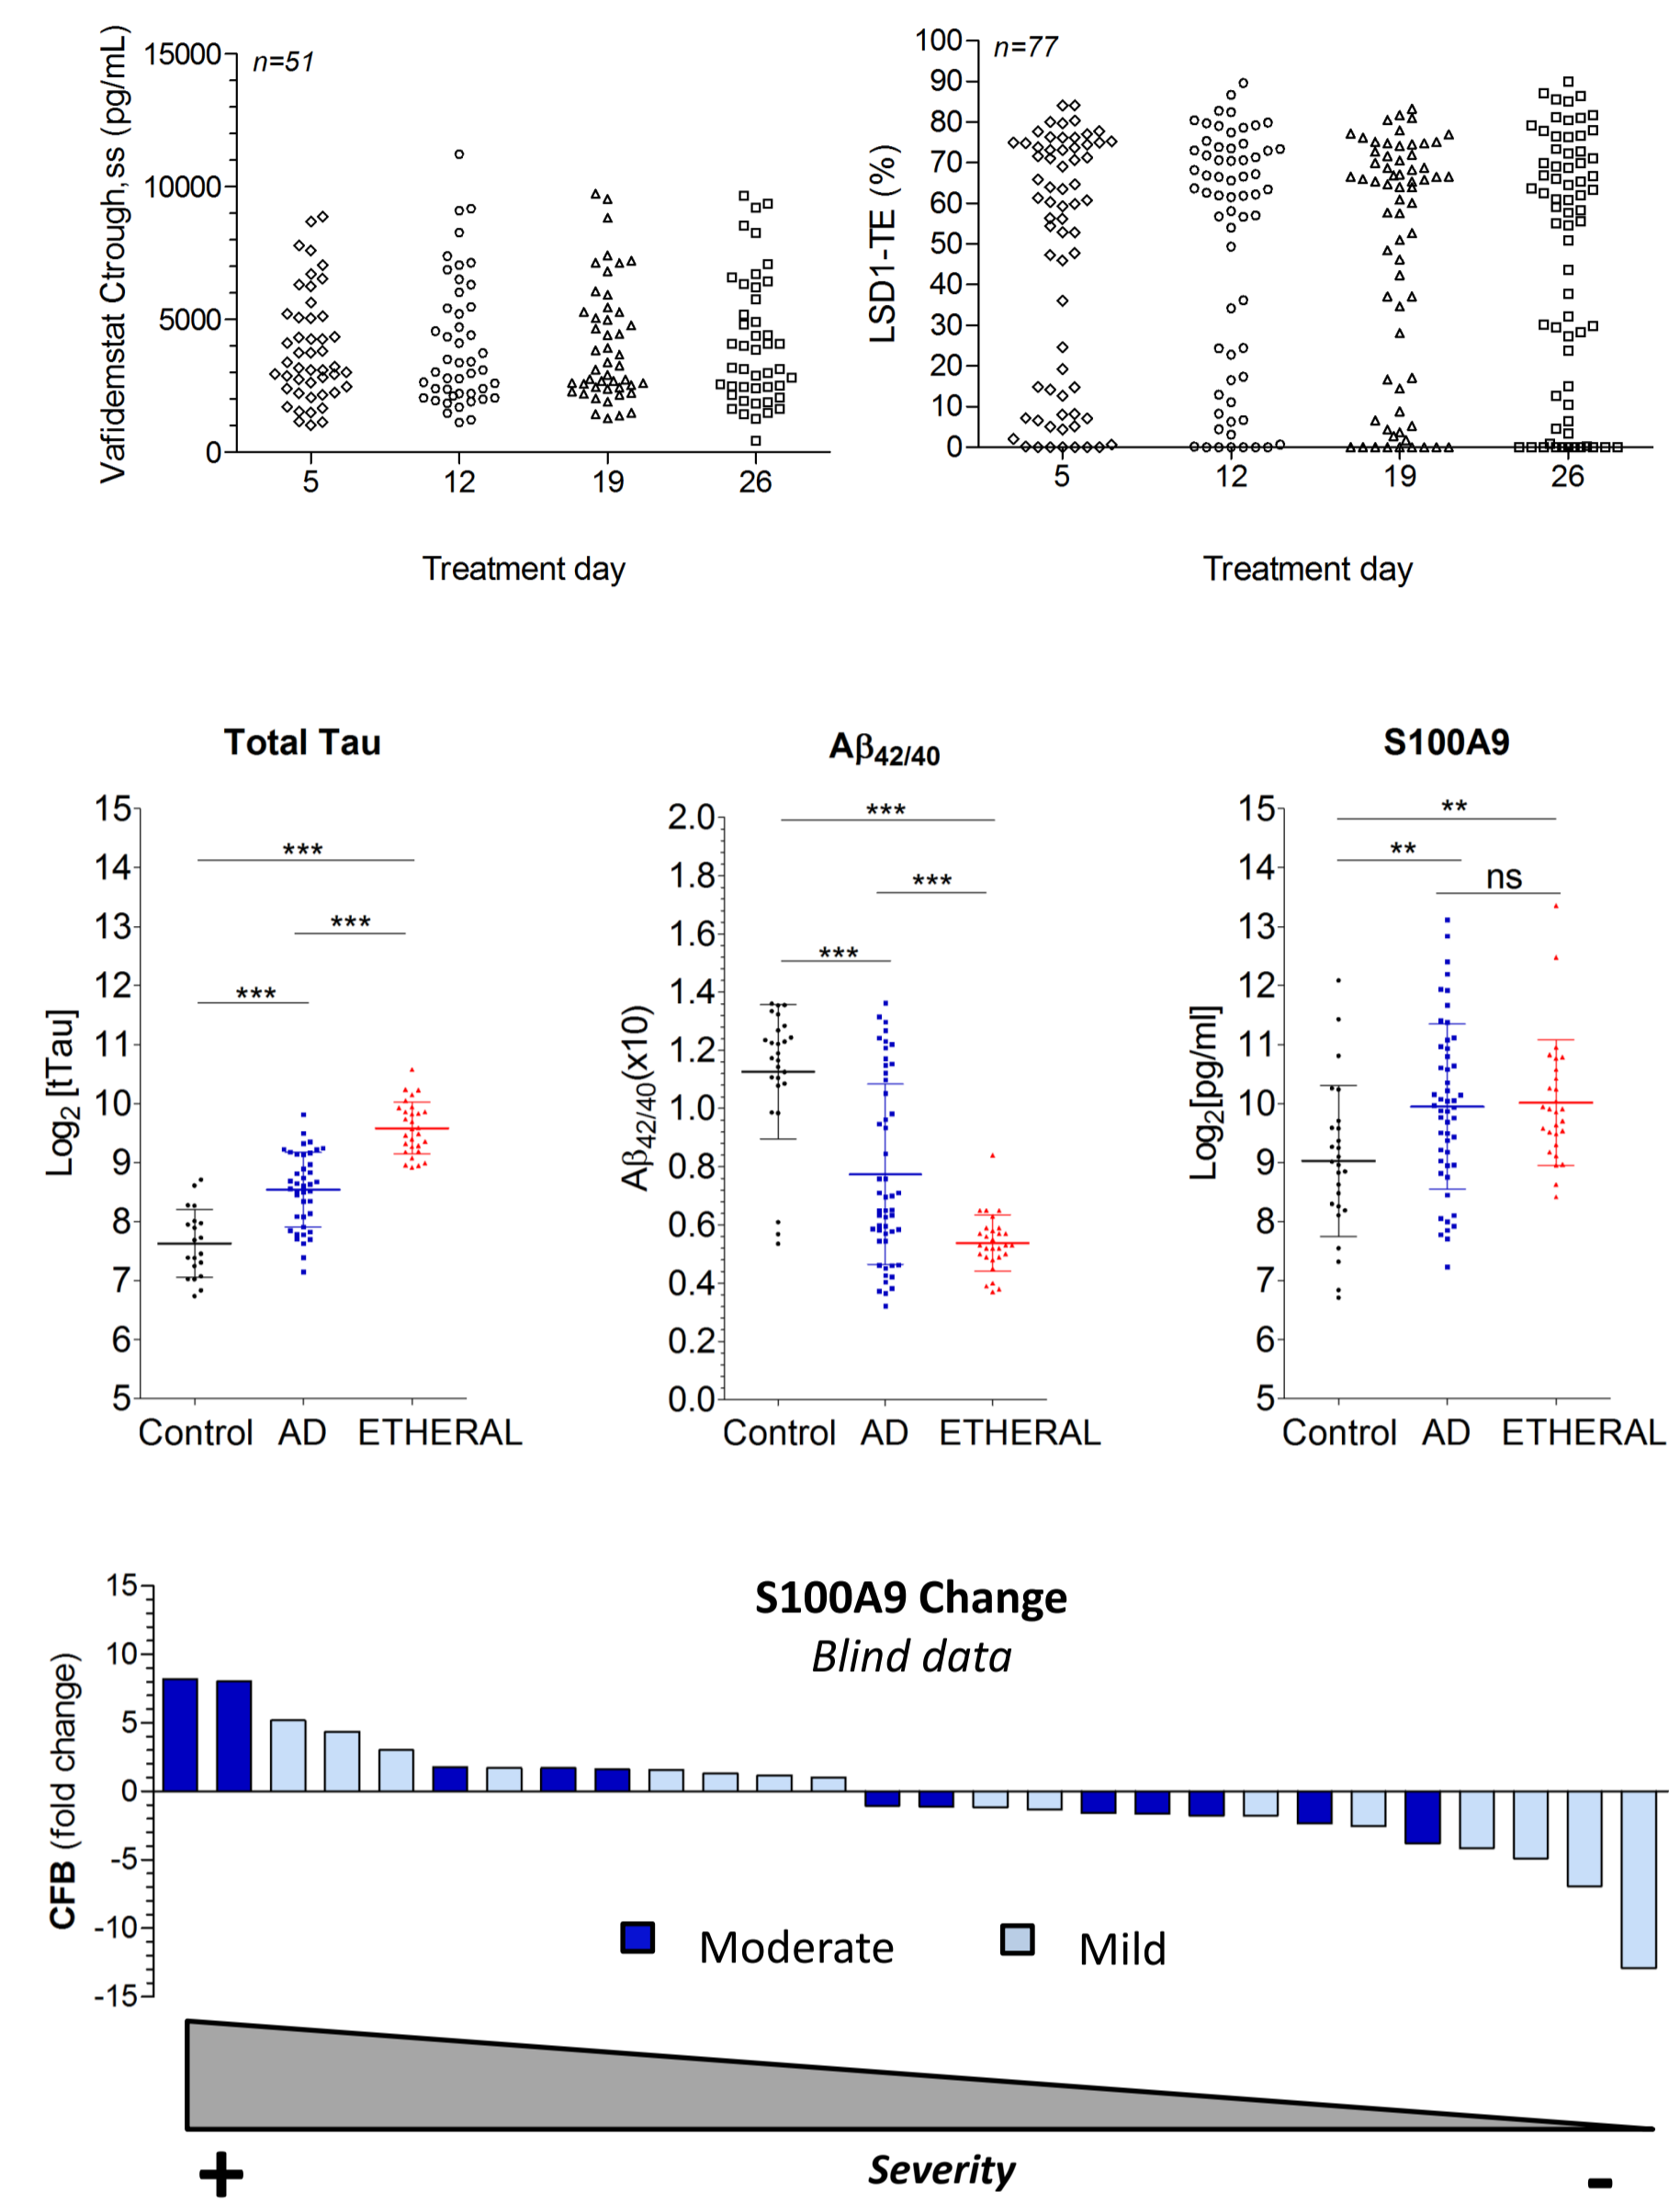 Vafidemstat Ctrough,ss (pg/mL)
n=51
15000
10000
5000
0
5 12 19 26
Treatment day
LSD1-TE (%)
n=77
100
90
80
70
60
50
40
30
20
10
0
5 12 19 26
Treatment day
Total Tau
Log2 [tTau]
15
14
13
12
11
10
9
8
7
6
5
***
***
***
Control AD ETHERAL
Aβ42/40
Aβ42/40(x10)
2.0
1.8
1.6
1.4
1.2
1.0
0.8
0.6
0.4
0.2
0.0
***
***
***
Control AD ETHERAL
S100A9
Log2[pg/ml]
15
14
13
12
11
10
9
8
7
6
5
**
**
ns
Control AD ETHERAL
S100A9 Change
Blind data
CFB (fold change)
15
10
5
0
-5
-10
-15
Moderate Mild
+ Severity -